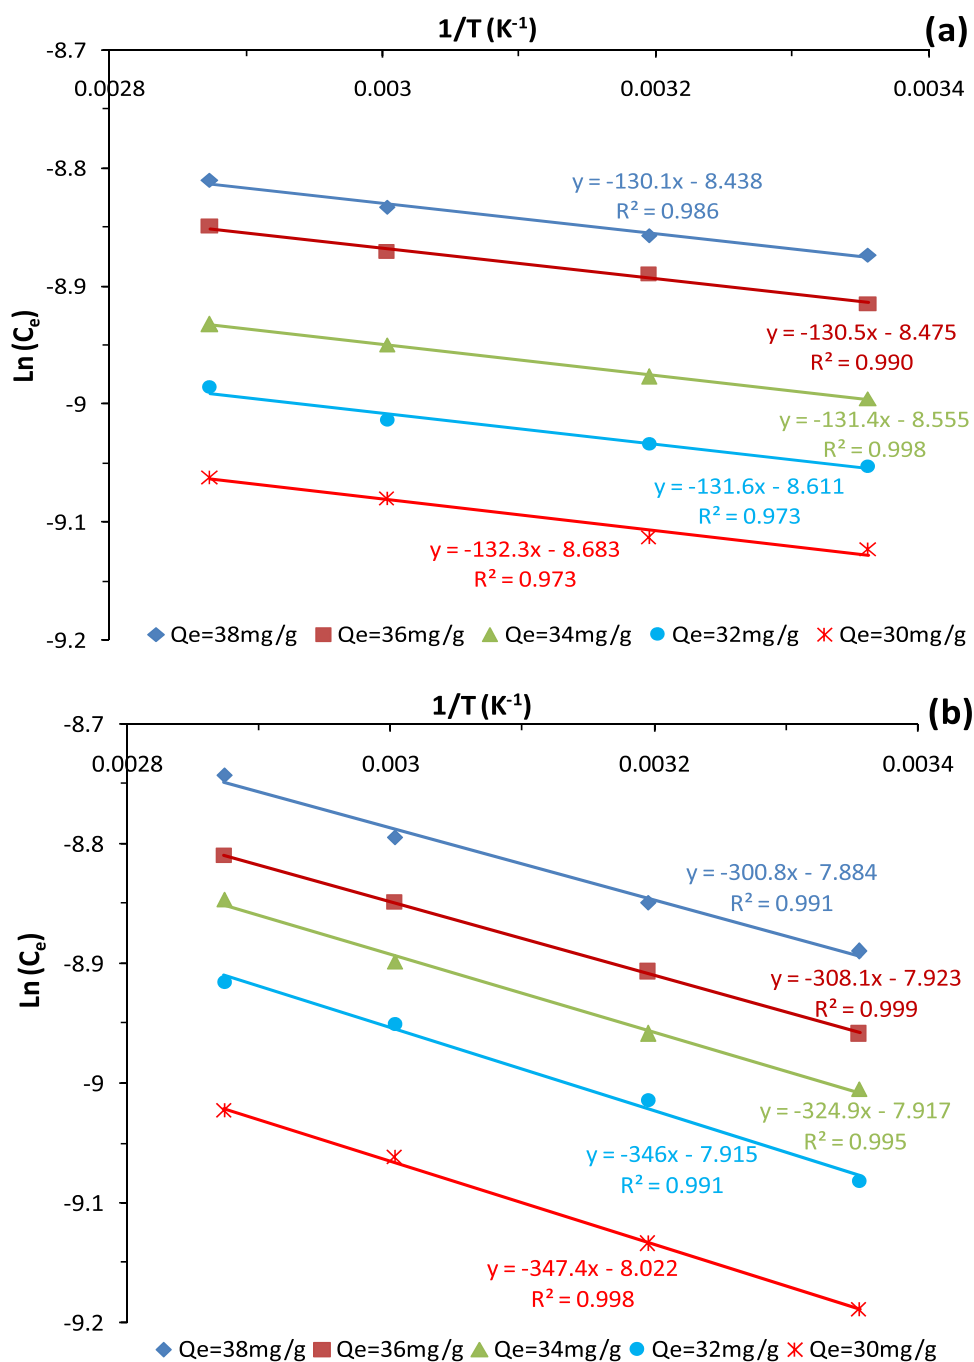 1/T (K⁻¹)
(a)
-8.7
0.0028
0.003
0.0032
0.0034
-8.8
y = -130.1x - 8.438
R² = 0.986
-8.9
y = -130.5x - 8.475
R² = 0.990
Ln (Cₑ)
-9
y = -131.4x - 8.555
R² = 0.998
y = -131.6x - 8.611
R² = 0.973
-9.1
y = -132.3x - 8.683
R² = 0.973
-9.2
Qe=38mg/g Qe=36mg/g Qe=34mg/g Qe=32mg/g Qe=30mg/g
1/T (K⁻¹)
(b)
-8.7
0.0028
0.003
0.0032
0.0034
-8.8
y = -300.8x - 7.884
R² = 0.991
-8.9
Ln (Cₑ)
y = -308.1x - 7.923
R² = 0.999
-9
y = -324.9x - 7.917
R² = 0.995
y = -346x - 7.915
R² = 0.991
-9.1
y = -347.4x - 8.022
R² = 0.998
-9.2
Qe=38mg/g Qe=36mg/g Qe=34mg/g Qe=32mg/g Qe=30mg/g